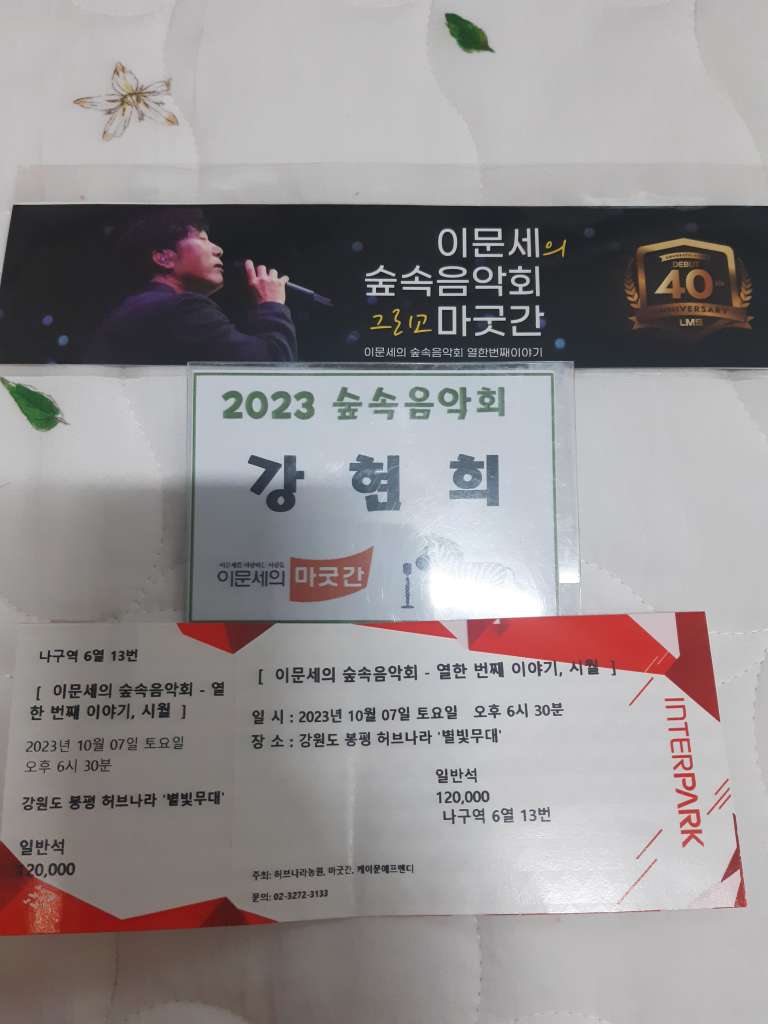 이문세의
숲속음악회
그리고 마굿간
이문세의 숲속음악회 열한번째이야기
DEBUT
40th
ANNIVERSARY
LMS
2023 숲속음악회
강 현 희
이문세의 마굿간
나구역 6열 13번
[ 이문세의 숲속음악회 - 열
한 번째 이야기, 시월 ]
2023년 10월 07일 토요일
오후 6시 30분
강원도 봉평 허브나라 '별빛무대'
일반석
120,000
[ 이문세의 숲속음악회 - 열한 번째 이야기, 시월 ]
일 시 : 2023년 10월 07일 토요일 오후 6시 30분
장 소 : 강원도 봉평 허브나라 '별빛무대'
일반석
120,000
나구역 6열 13번
주최: 허브나라농원, 마굿간, 케이문에프엔디
문의: 02-3272-3133
INTERPARK